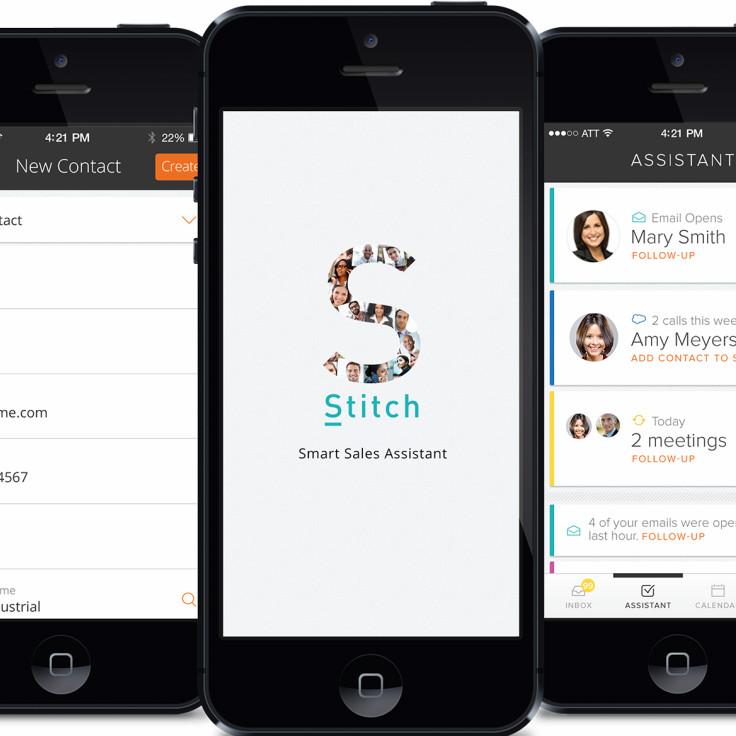 4:21 PM
22%
New Contact
Create
tact
me.com
4567
me
ustrial
Stitch
Smart Sales Assistant
ATT
4:21 PM
ASSISTANT
Email Opens
Mary Smith
FOLLOW-UP
2 calls this wee
Amy Meyers
ADD CONTACT TO S
Today
2 meetings
FOLLOW-UP
4 of your emails were ope
last hour. FOLLOW-UP
99
INBOX
ASSISTANT
CALENDA